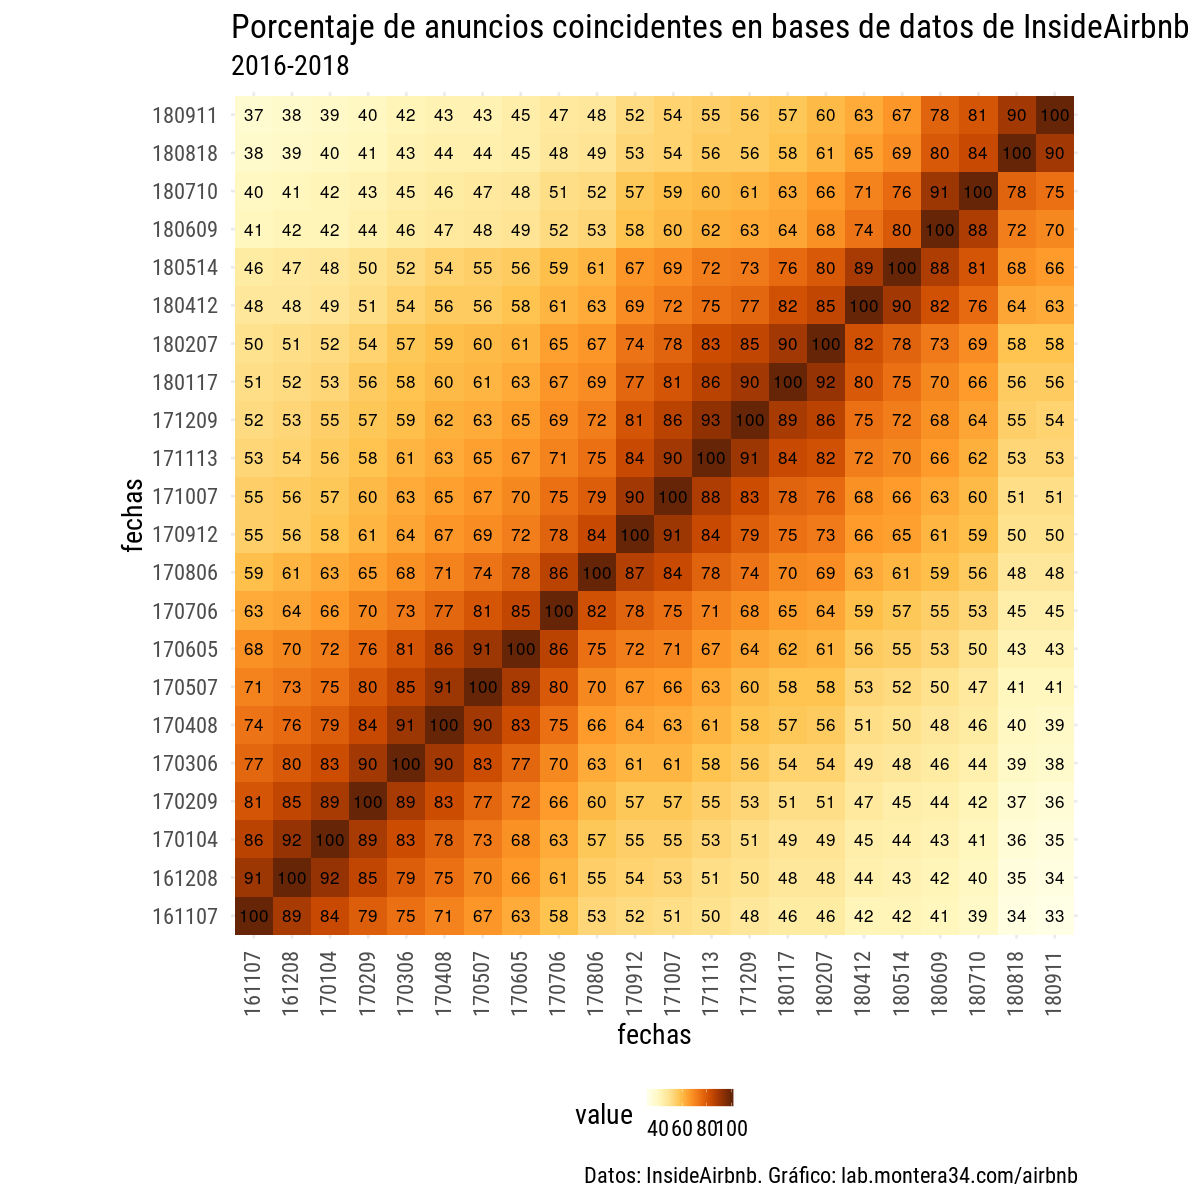 Porcentaje de anuncios coincidentes en bases de datos de InsideAirbnb
2016-2018
180911 37 38 39 40 42 43 43 45 47 48 52 54 55 56 57 60 63 67 78 81 90 100
180818 38 39 40 41 43 44 44 45 48 49 53 54 56 56 58 61 65 69 80 84 100 90
180710 40 41 42 43 45 46 47 48 51 52 57 59 60 61 63 66 71 76 91 100 78 75
180609 41 42 42 44 46 47 48 49 52 53 58 60 62 63 64 68 74 80 100 88 72 70
180514 46 47 48 50 52 54 55 56 59 61 67 69 72 73 76 80 89 100 88 81 68 66
180412 48 48 49 51 54 56 56 58 61 63 69 72 75 77 82 85 100 90 82 76 64 63
180207 50 51 52 54 57 59 60 61 65 67 74 78 83 85 90 100 82 78 73 69 58 58
180117 51 52 53 56 58 60 61 63 67 69 77 81 86 90 100 92 80 75 70 66 56 56
171209 52 53 55 57 59 62 63 65 69 72 81 86 93 100 89 86 75 72 68 64 55 54
171113 53 54 56 58 61 63 65 67 71 75 84 90 100 91 84 82 72 70 66 62 53 53
171007 55 56 57 60 63 65 67 70 75 79 90 100 88 83 78 76 68 66 63 60 51 51
170912 55 56 58 61 64 67 69 72 78 84 100 91 84 79 75 73 66 65 61 59 50 50
170806 59 61 63 65 68 71 74 78 86 100 87 84 78 74 70 69 63 61 59 56 48 48
170706 63 64 66 70 73 77 81 85 100 82 78 75 71 68 65 64 59 57 55 53 45 45
170605 68 70 72 76 81 86 91 100 86 75 72 71 67 64 62 61 56 55 53 50 43 43
170507 71 73 75 80 85 91 100 89 80 70 67 66 63 60 58 58 53 52 50 47 41 41
170408 74 76 79 84 91 100 90 83 75 66 64 63 61 58 57 56 51 50 48 46 40 39
170306 77 80 83 90 100 90 83 77 70 63 61 61 58 56 54 54 49 48 46 44 39 38
170209 81 85 89 100 89 83 77 72 66 60 57 57 55 53 51 51 47 45 44 42 37 36
170104 86 92 100 89 83 78 73 68 63 57 55 55 53 51 49 49 45 44 43 41 36 35
161208 91 100 92 85 79 75 70 66 61 55 54 53 51 50 48 48 44 43 42 40 35 34
161107 100 89 84 79 75 71 67 63 58 53 52 51 50 48 46 46 42 42 41 39 34 33
fechas
161107 161208 170104 170209 170306 170408 170507 170605 170706 170806 170912 171007 171113 171209 180117 180207 180412 180514 180609 180710 180818 180911
fechas
value
40 60 80 100
Datos: InsideAirbnb. Gráfico: lab.montera34.com/airbnb